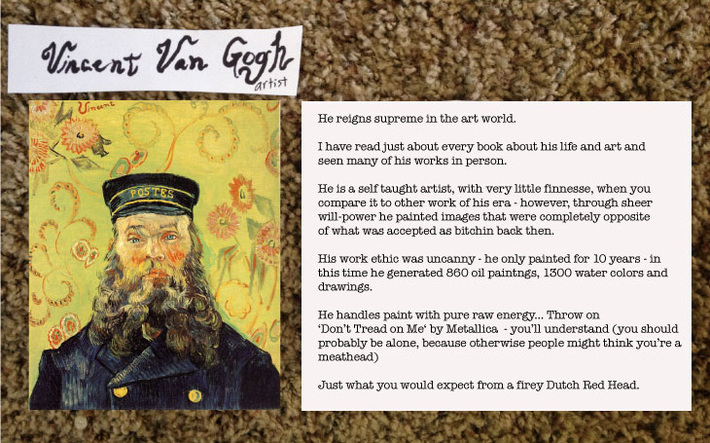 Vincent Van Gogh
artist
Vincent
POSTES
He reigns supreme in the art world.
I have read just about every book about his life and art and
seen many of his works in person.
He is a self taught artist, with very little finnesse, when you
compare it to other work of his era - however, through sheer
will-power he painted images that were completely opposite
of what was accepted as bitchin back then.
His work ethic was uncanny - he only painted for 10 years - in
this time he generated 860 oil paintngs, 1300 water colors and
drawings.
He handles paint with pure raw energy... Throw on
‘Don’t Tread on Me‘ by Metallica  - you’ll understand (you should
probably be alone, because otherwise people might think you’re a
meathead)
Just what you would expect from a firey Dutch Red Head.